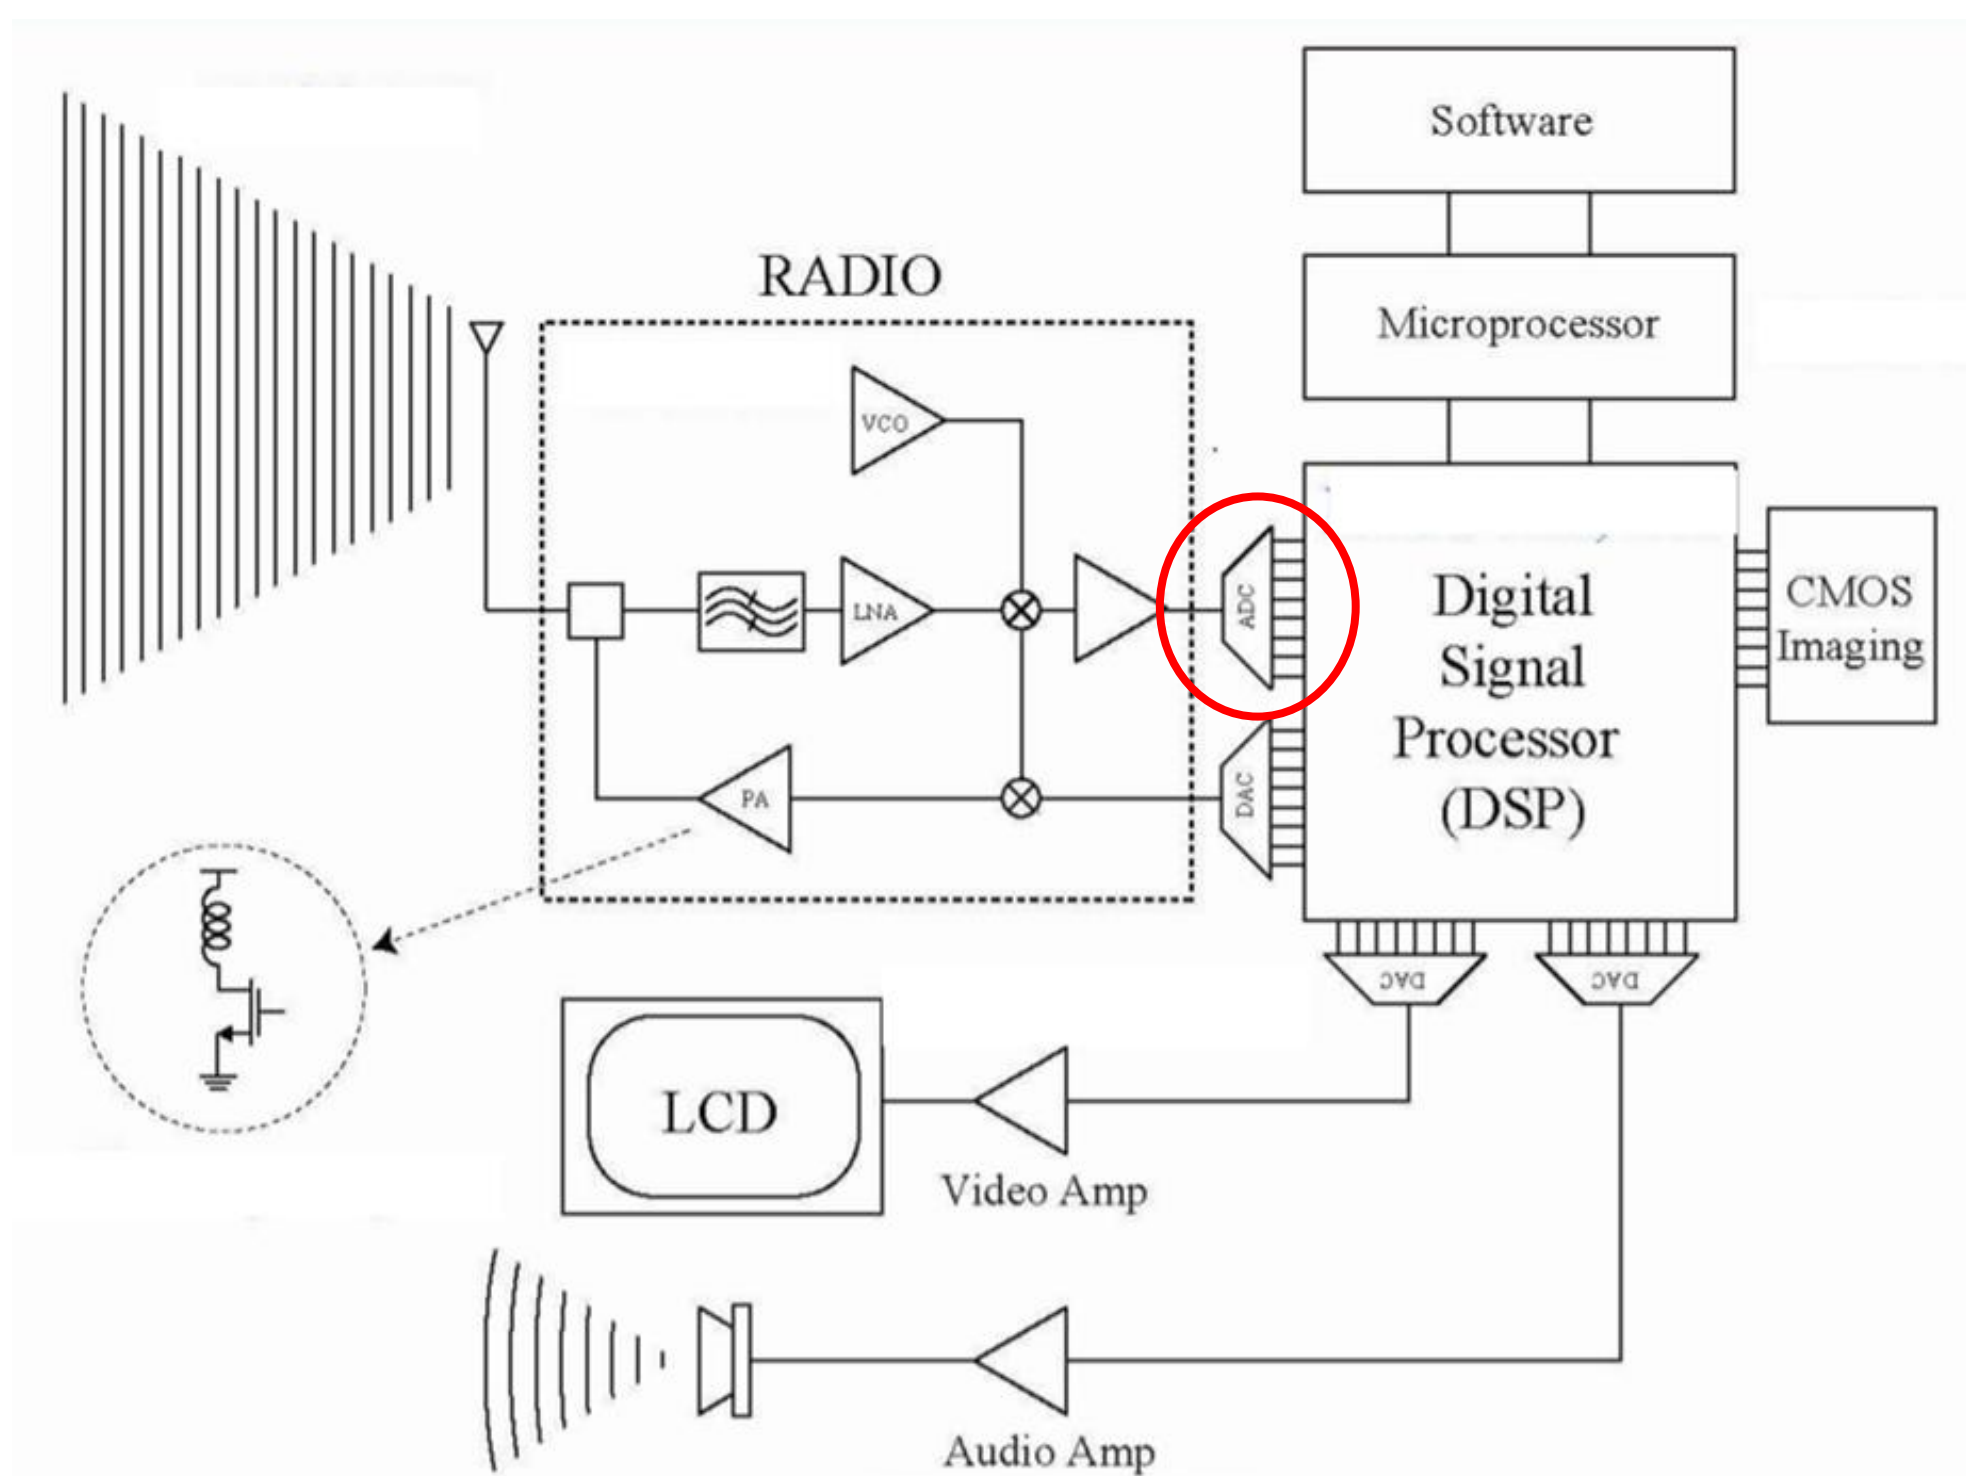 Software
Microprocessor
RADIO
VCO
LNA
ADC
Digital
Signal
Processor
(DSP)
CMOS
Imaging
PA
DAC
DAC
DAC
LCD
Video Amp
Audio Amp